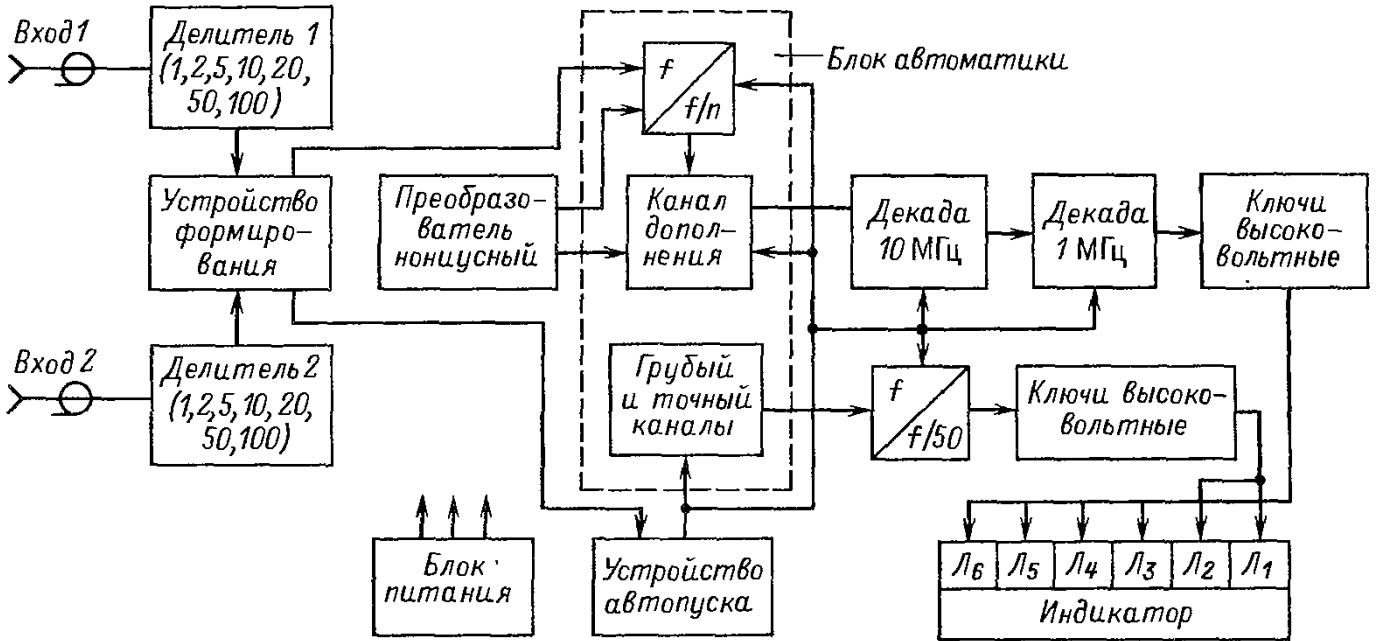 Вход 1
Делитель 1
(1,2,5,10,20,
50,100)
f
f/n
Блок автоматики
Устройство
формиро-
вания
Преобразо-
ватель
нониусный
Канал
допол-
нения
Декада
10 МГц
Декада
1 МГц
Ключи
высоко-
вольтные
Вход 2
Делитель 2
(1,2,5,10,20,
50,100)
Грубый
и точный
каналы
f
f/50
Ключи высоко-
вольтные
Блок
питания
Устройство
автопуска
Л6 Л5 Л4 Л3 Л2 Л1
Индикатор